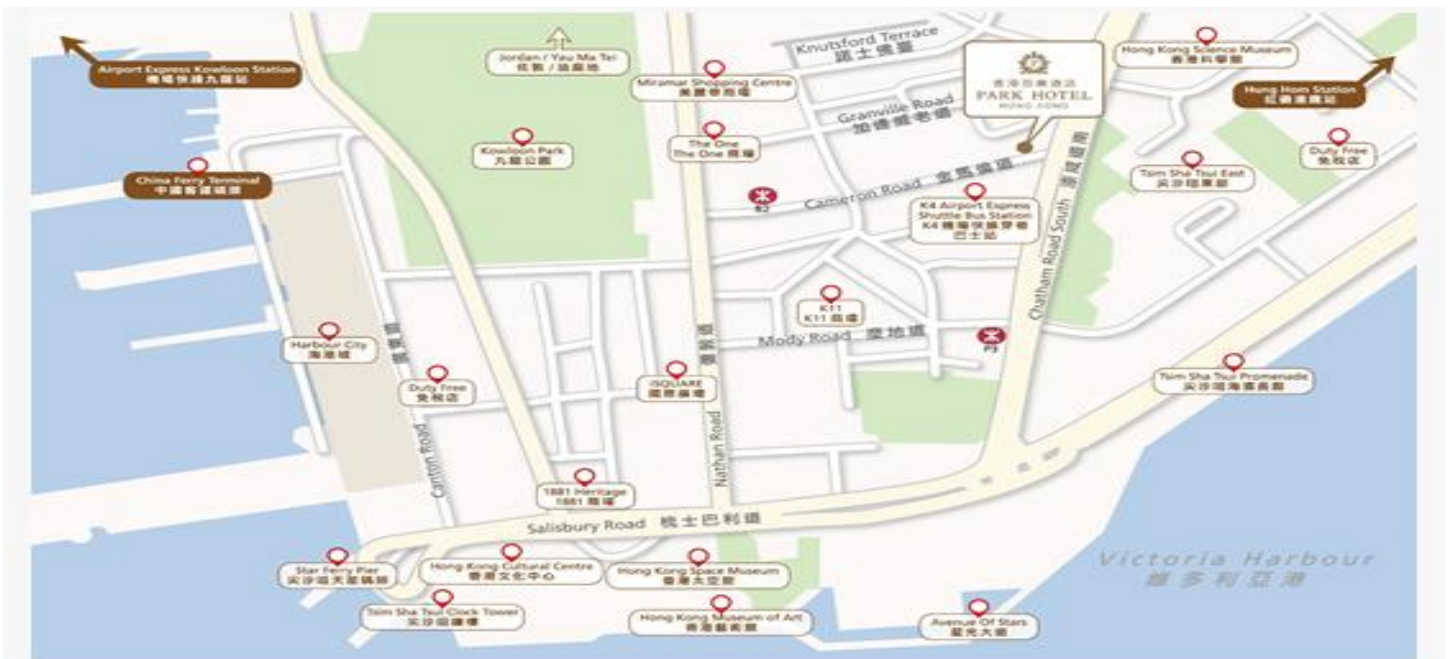 Airport Express Kowloon Station
機場快綫九龍站
Jordan / Yau Ma Tei
佐敦 / 油麻地
Knutsford Terrace
諾士佛臺
Miramar Shopping Centre
美麗華商場
香港百樂酒店
PARK HOTEL
HONG KONG
Hong Kong Science Museum
香港科學館
Hung Hom Station
紅磡港鐵站
Granville Road
加連威老道
Kowloon Park
九龍公園
The One
The One 商場
Duty Free
免稅店
China Ferry Terminal
中國客運碼頭
Tsim Sha Tsui East
尖沙咀東部
Cameron Road 金馬倫道
B2
K4 Airport Express
Shuttle Bus Station
K4 機場快綫穿梭
巴士站
Chatham Road South 漆咸道南
K11
K11 商場
Mody Road 麼地道
Harbour City
海港城
廣東道
Canton Road
Duty Free
免稅店
彌敦道
Nathan Road
iSQUARE
國際廣場
Tsim Sha Tsui Promenade
尖沙咀海濱長廊
1881 Heritage
1881 商場
Salisbury Road 梳士巴利道
Star Ferry Pier
尖沙咀天星碼頭
Hong Kong Cultural Centre
香港文化中心
Hong Kong Space Museum
香港太空館
Victoria Harbour
維多利亞港
Tsim Sha Tsui Clock Tower
尖沙咀鐘樓
Hong Kong Museum of Art
香港藝術館
Avenue Of Stars
星光大道